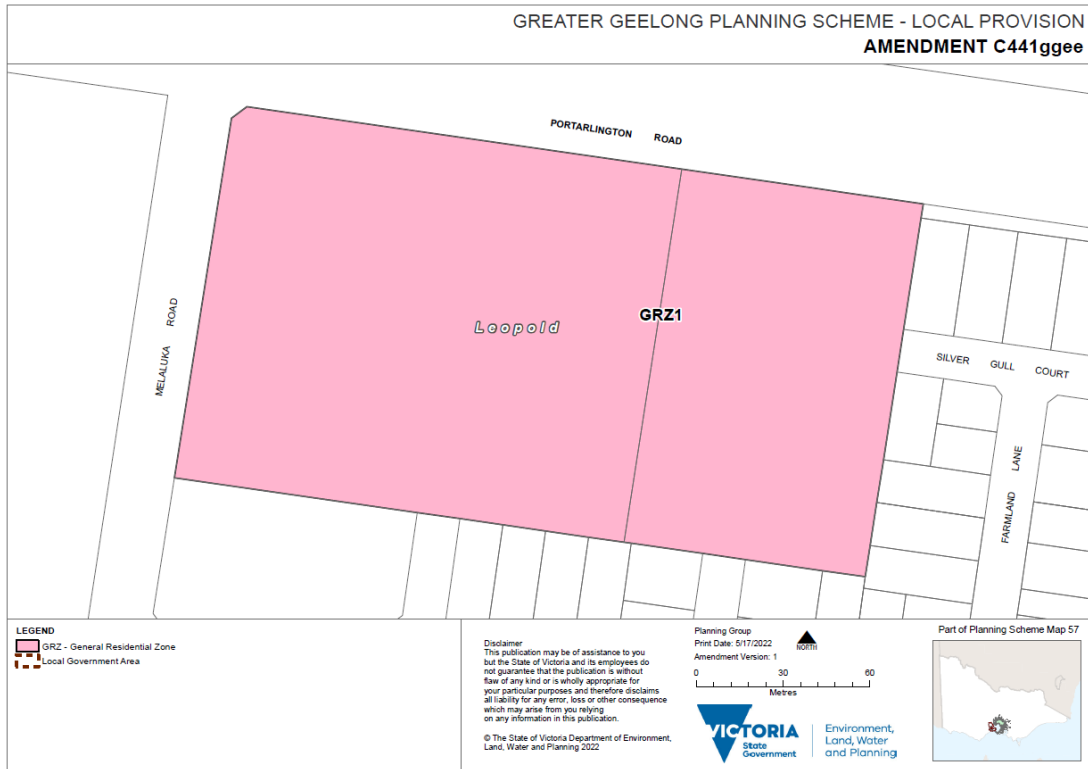 GREATER GEELONG PLANNING SCHEME - LOCAL PROVISION
AMENDMENT C441ggee
PORTARLINGTON ROAD
MELALUKA ROAD
Leopold
GRZ1
SILVER GULL COURT
FARMLAND LANE
LEGEND
GRZ - General Residential Zone
Local Government Area
Disclaimer
This publication may be of assistance to you
but the State of Victoria and its employees do
not guarantee that the publication is without
flaw of any kind or is wholly appropriate for
your particular purposes and therefore disclaims
all liability for any error, loss or other consequence
which may arise from you relying
on any information in this publication.
© The State of Victoria Department of Environment,
Land, Water and Planning 2022
Planning Group
Print Date: 5/17/2022
Amendment Version: 1
NORTH
0 30 60
Metres
VICTORIA
State
Government
Environment,
Land, Water
and Planning
Part of Planning Scheme Map 57